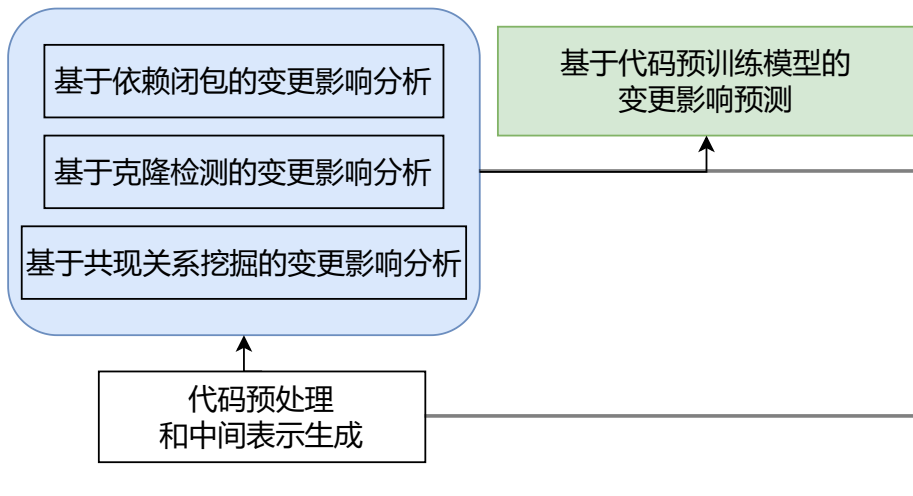 基于依赖闭包的变更影响分析
基于克隆检测的变更影响分析
基于共现关系挖掘的变更影响分析
基于代码预训练模型的
变更影响预测
代码预处理
和中间表示生成